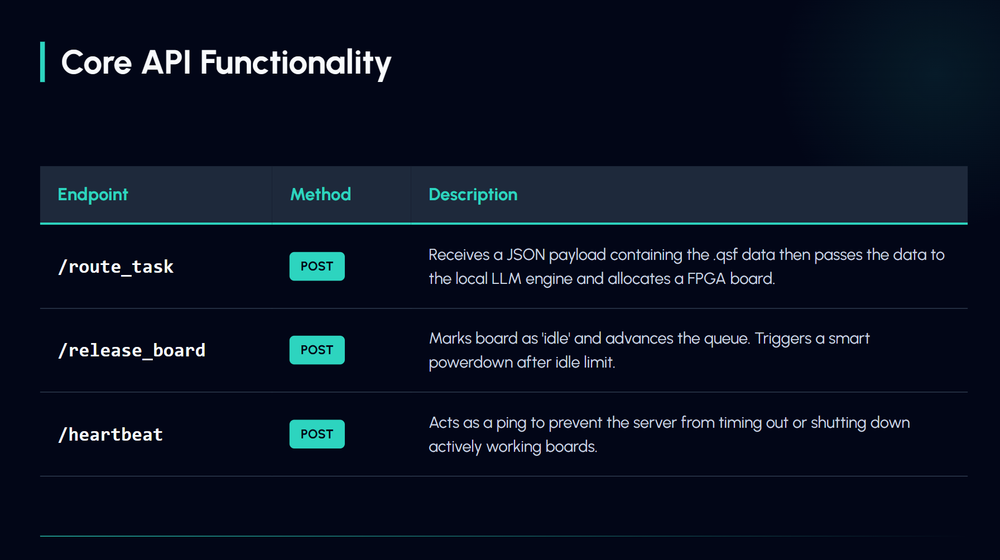 Core API Functionality
Endpoint Method Description
/route_task POST Receives a JSON payload containing the .qsf data then passes the data to
the local LLM engine and allocates a FPGA board.
/release_board POST Marks board as 'idle' and advances the queue. Triggers a smart
powerdown after idle limit.
/heartbeat POST Acts as a ping to prevent the server from timing out or shutting down
actively working boards.